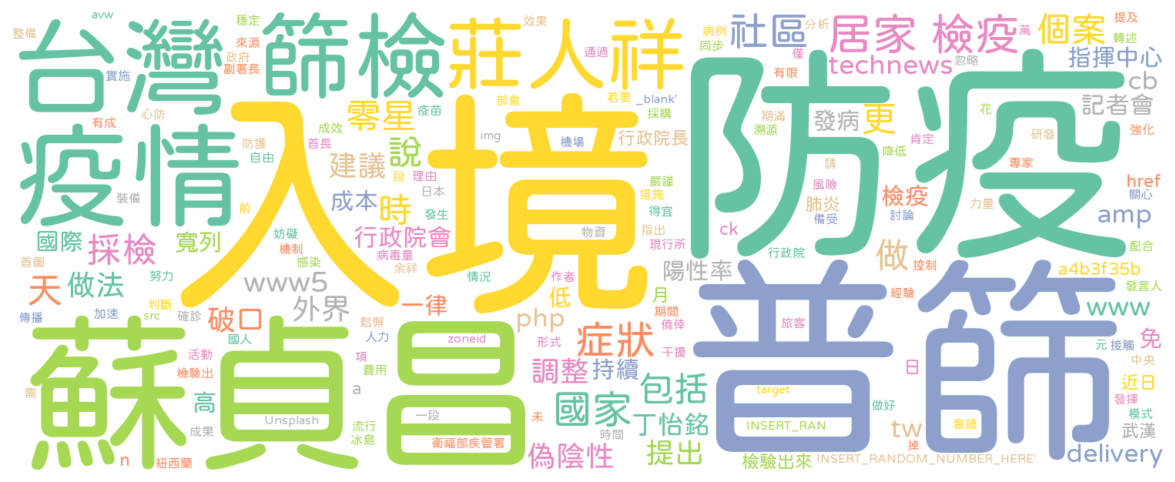 avw
整備
穩定
效果
病例
分析
提及
台灣
篩檢
莊人祥
社區
居家
檢疫
萬
個案
轉述
來源
政府
副署長
通過
同步
僅
忽略
指揮中心
實施
technews
有限
cb
心防
疫苗
部會
若要
_blank'
防疫
記者會
有成
零星
採購
期滿
花
疫情
入境
成效
首長
img
機場
行政院長
溯源
發病
更
肯定
強化
防護
自由
說
研發
降低
建議
段
理由
日本
嚴謹
請
專家
措施
風險
檢疫
href
裝備
前
成本
時
發生
得宜
肺炎
備受
討論
關心
力量
amp
國際
採檢
寬列
妨礙
機制
行政院會
物資
指出
現行所
ck
配合
首圖
感染
病毒量
余祥
行政院
做
控制
發言人
天
做法
努力
www5
情況
作者
低
月
陽性率
a4b3f35b
判斷
外界
一律
期間
經驗
www
傳播
加速
src
確診
破口
鬆懈
php
僥倖
旅客
免
國人
人力
zoneid
形式
症狀
干擾
元
接觸
蘇貞昌
普篩
活動
項
調整
持續
日
中央
檢驗出
費用
包括
target
近日
需
高
a
國家
發揮
Unsplash
一段
未
丁怡銘
做好
模式
成果
流行
INSERT_RAN
tw
會議
武漢
冰島
衛福部疾管署
時間
掉
n
紐西蘭
偽陰性
提出
檢驗出來
INSERT_RANDOM_NUMBER_HERE'
delivery